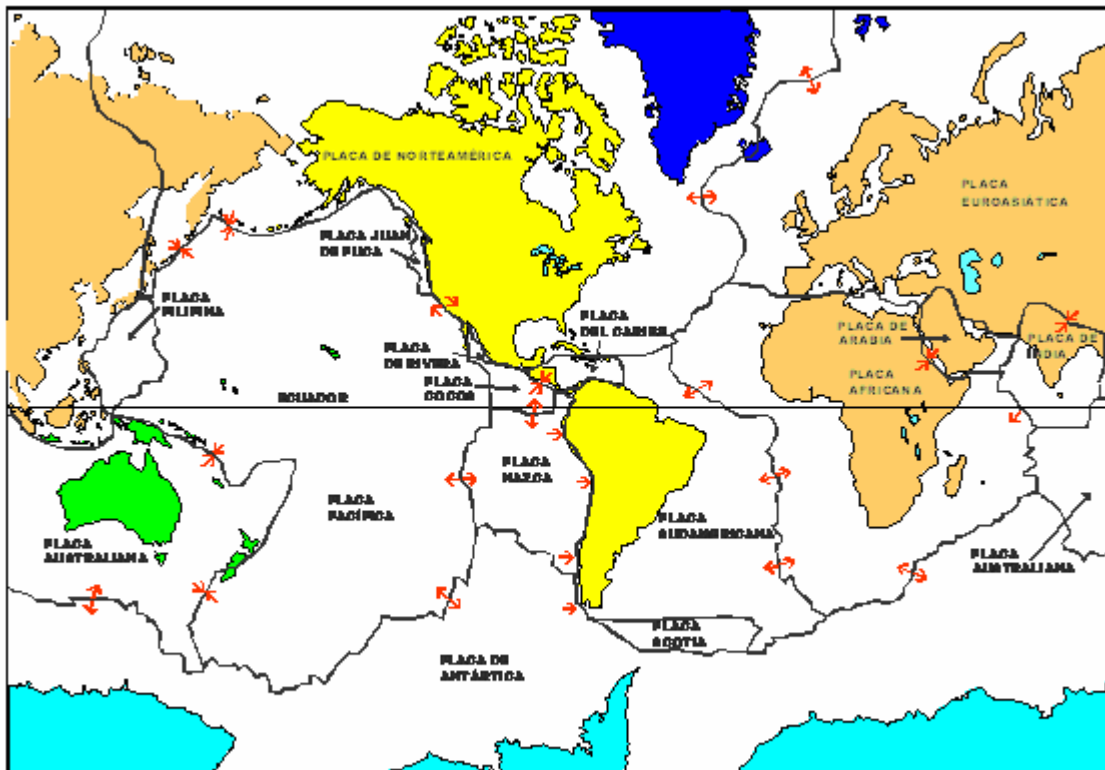 PLACA DE NORTEAMÉRICA
PLACA
EUROASIÁTICA
PLACA JUAN
DE FUCA
PLACA
FILIPINA
PLACA
DEL CARIBE
PLACA DE
ARABIA
PLACA DE
INDIA
PLACA
DE RIVERA
PLACA
COCOS
PLACA
AFRICANA
ECUADOR
PLACA
NAZCA
PLACA
PACÍFICA
PLACA
SUDAMERICANA
PLACA
AUSTRALIANA
PLACA
AUSTRALIANA
PLACA
SCOTIA
PLACA DE
ANTÁRTICA